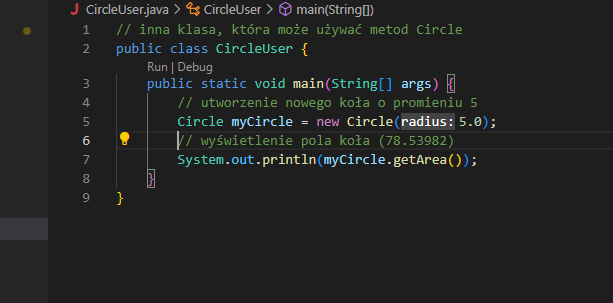 J CircleUser.java > CircleUser > main(String[])
1 // inna klasa, która może używać metod Circle
2 public class CircleUser {
Run | Debug
3 public static void main(String[] args) {
4 // utworzenie nowego koła o promieniu 5
5 Circle myCircle = new Circle(radius:5.0);
6 // wyświetlenie pola koła (78.53982)
7 System.out.println(myCircle.getArea());
8 }
9 }